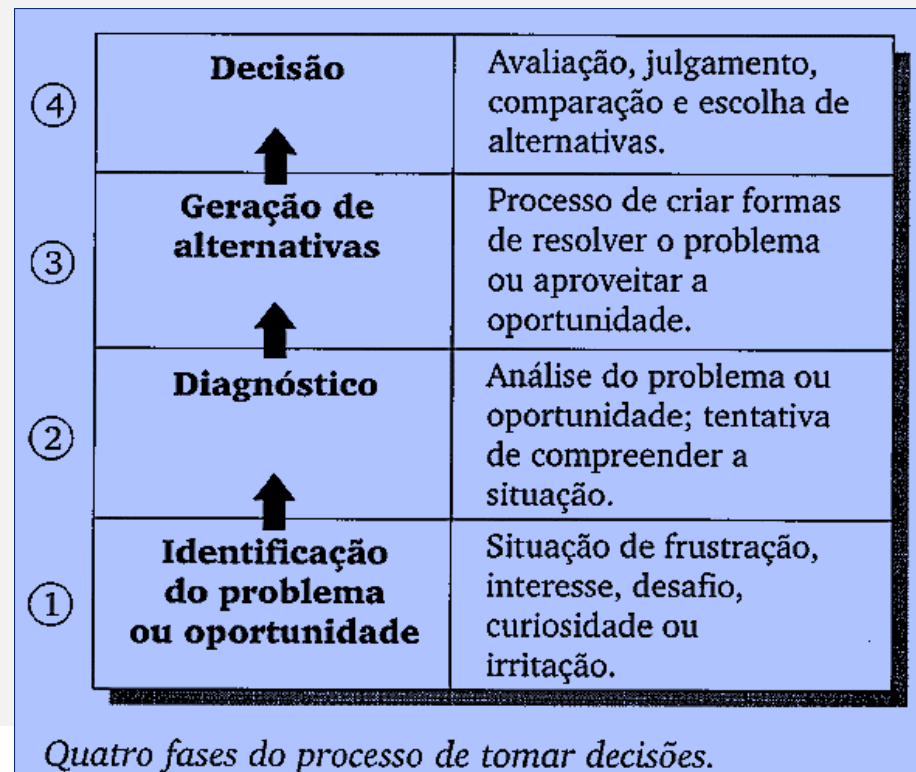 ④
Decisão
Avaliação, julgamento,
comparação e escolha de
alternativas.
③
Geração de
alternativas
Processo de criar formas
de resolver o problema
ou aproveitar a
oportunidade.
②
Diagnóstico
Análise do problema ou
oportunidade; tentativa
de compreender a
situação.
①
Identificação
do problema
ou oportunidade
Situação de frustração,
interesse, desafio,
curiosidade ou
irritação.
Quatro fases do processo de tomar decisões.